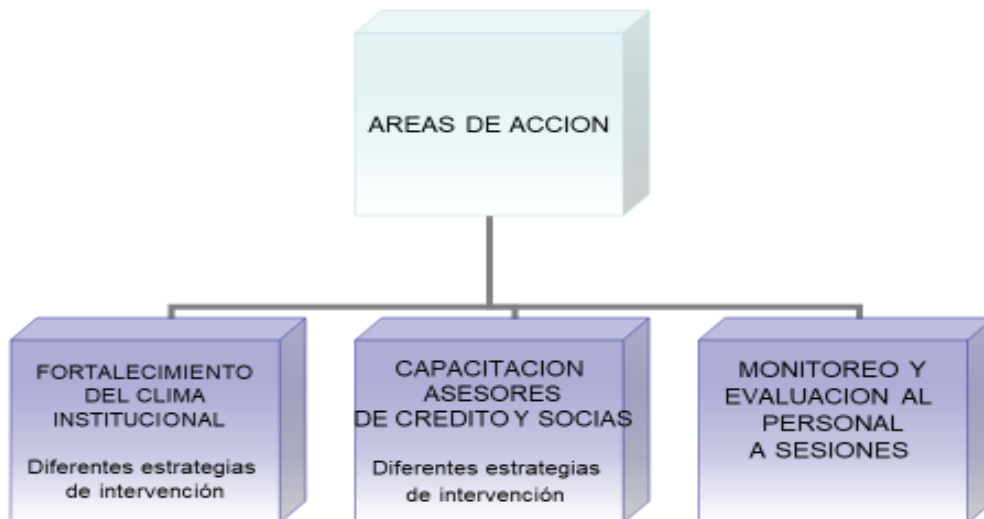 AREAS DE ACCION
FORTALECIMIENTO
DEL CLIMA
INSTITUCIONAL
Diferentes estrategias
de intervención
CAPACITACION
ASESORES
DE CREDITO Y SOCIAS
Diferentes estrategias
de intervención
MONITOREO Y
EVALUACION AL
PERSONAL
A SESIONES